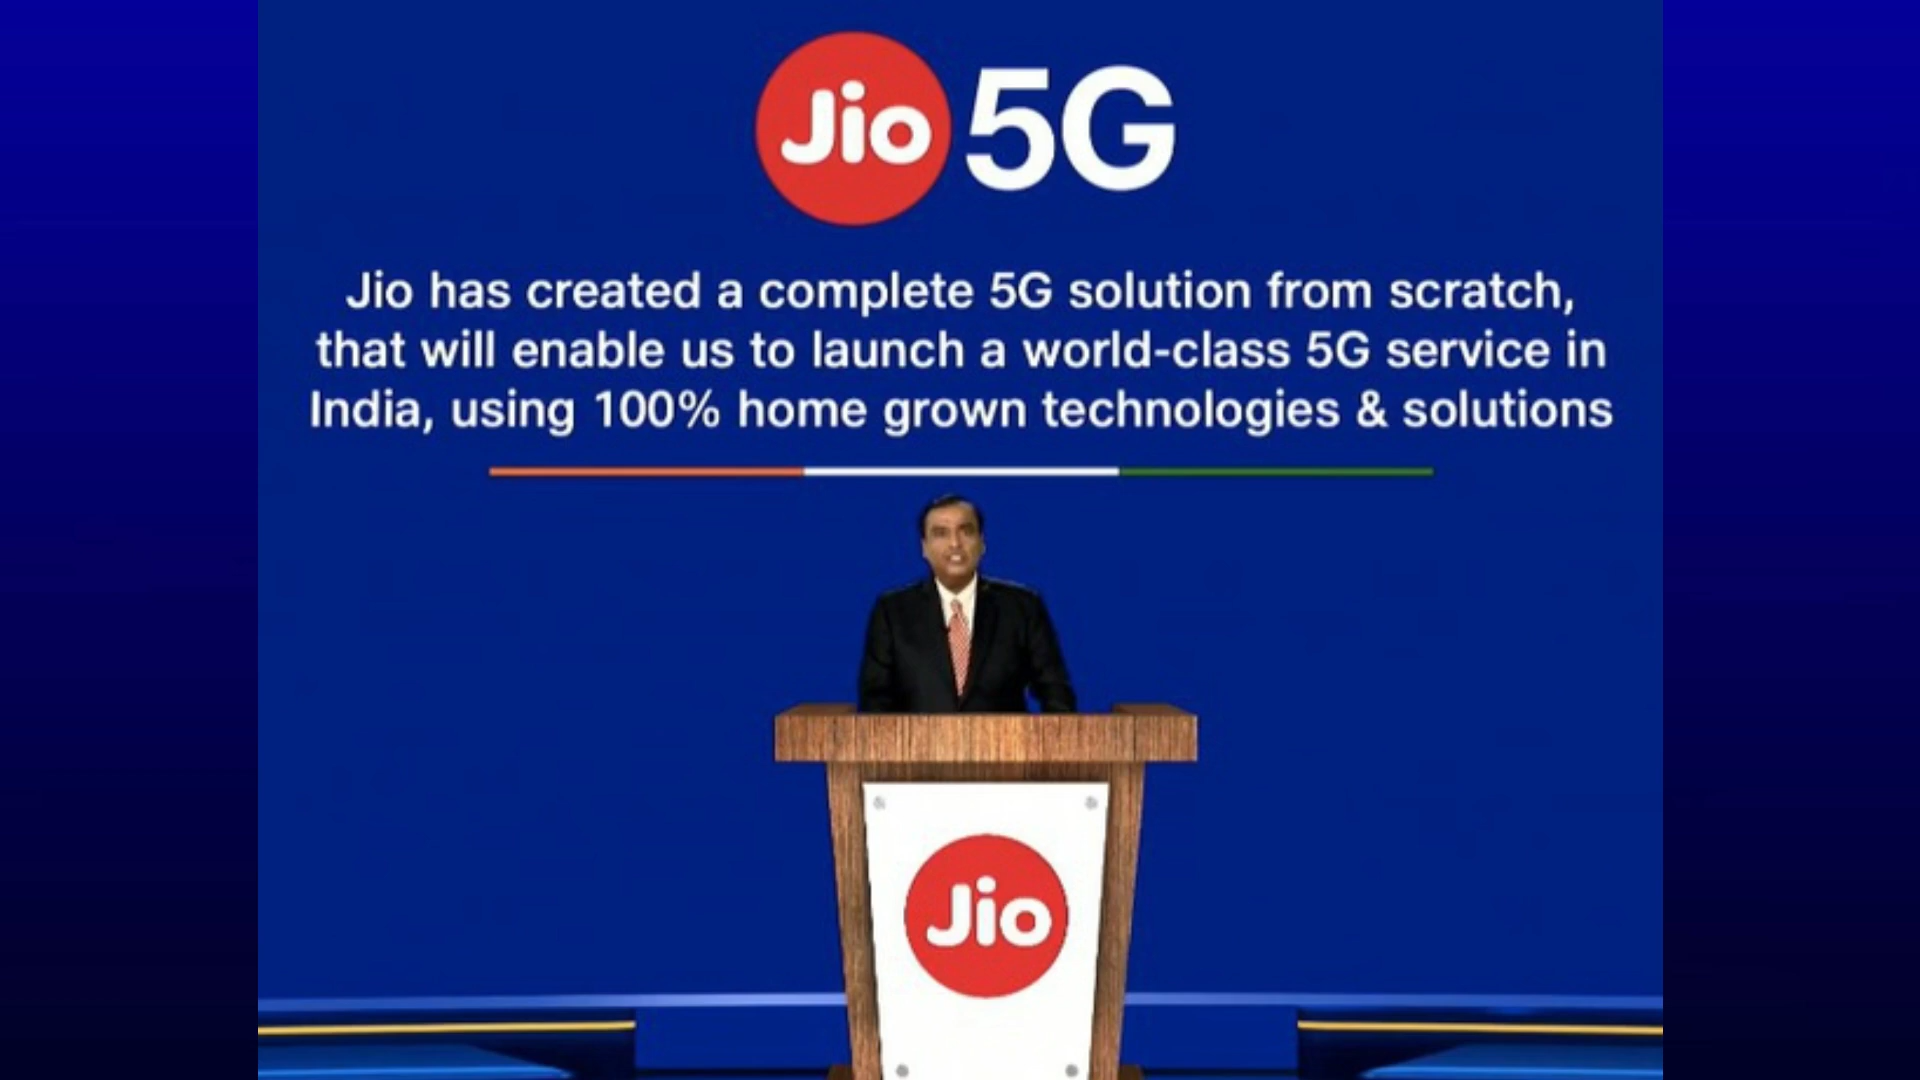 Jio 5G
Jio has created a complete 5G solution from scratch,
that will enable us to launch a world-class 5G service in
India, using 100% home grown technologies & solutions
Jio